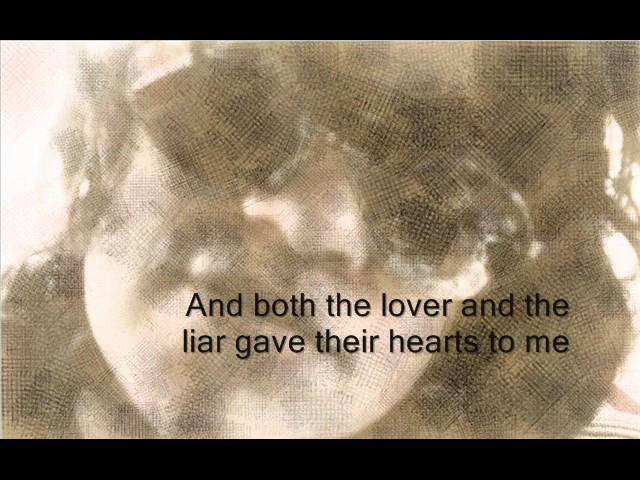 And both the lover and the
liar gave their hearts to me